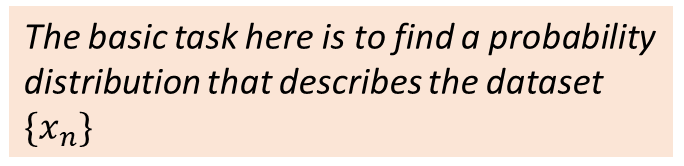 The basic task here is to find a probability
distribution that describes the dataset
{xₙ}